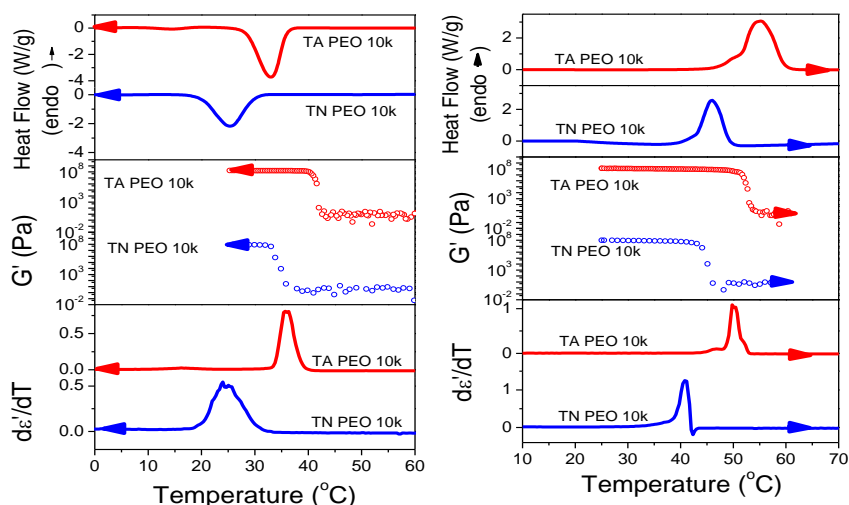 Heat Flow (W/g)
(endo →)
0
-2
-4
TA PEO 10k
0
-2
-4
TN PEO 10k
G' (Pa)
10^8
10^3
10^-2
TA PEO 10k
10^8
10^3
10^-2
TN PEO 10k
dε'/dT
0.5
0.0
TA PEO 10k
0.5
0.0
TN PEO 10k
0 10 20 30 40 50 60
Temperature (°C)
Heat Flow (W/g)
(endo →)
2
0
TA PEO 10k
2
0
TN PEO 10k
G' (Pa)
10^8
10^3
10^-2
TA PEO 10k
10^8
10^3
10^-2
TN PEO 10k
dε'/dT
1
0
TA PEO 10k
1
0
TN PEO 10k
10 20 30 40 50 60 70
Temperature (°C)